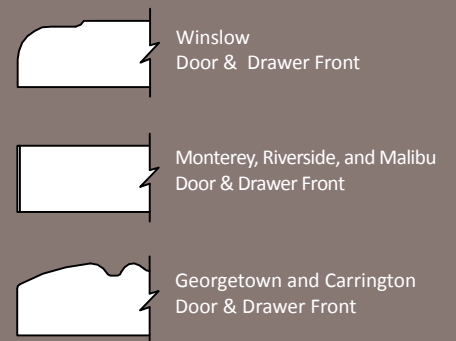 Winslow
Door & Drawer Front
Monterey, Riverside, and Malibu
Door & Drawer Front
Georgetown and Carrington
Door & Drawer Front